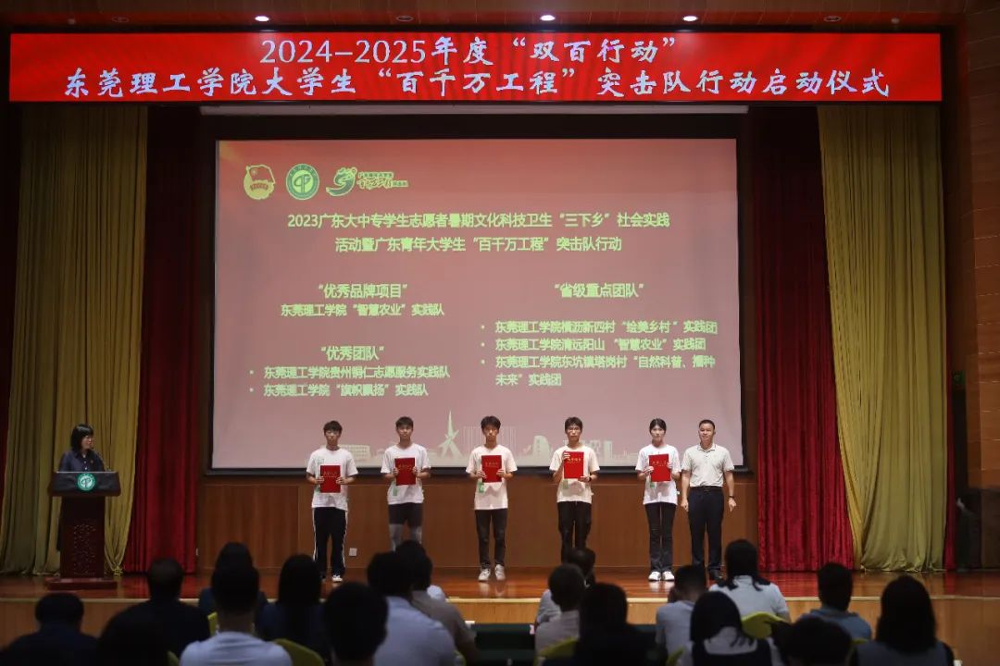 2024–2025年度“双百行动”
东莞理工学院大学生“百千万工程”突击队行动启动仪式
2023广东大中专学生志愿者暑期文化科技卫生“三下乡”社会实践
活动暨广东青年大学生“百千万工程”突击队行动
“优秀品牌项目”
东莞理工学院“智慧农业”实践队
“优秀团队”
• 东莞理工学院贵州铜仁志愿服务实践队
• 东莞理工学院“旗帜飘扬”实践队
“省级重点团队”
• 东莞理工学院横沥新四村“绘美乡村”实践团
• 东莞理工学院清远阳山“智慧农业”实践团
• 东莞理工学院东坑镇塔岗村“自然科普、播种
未来”实践团